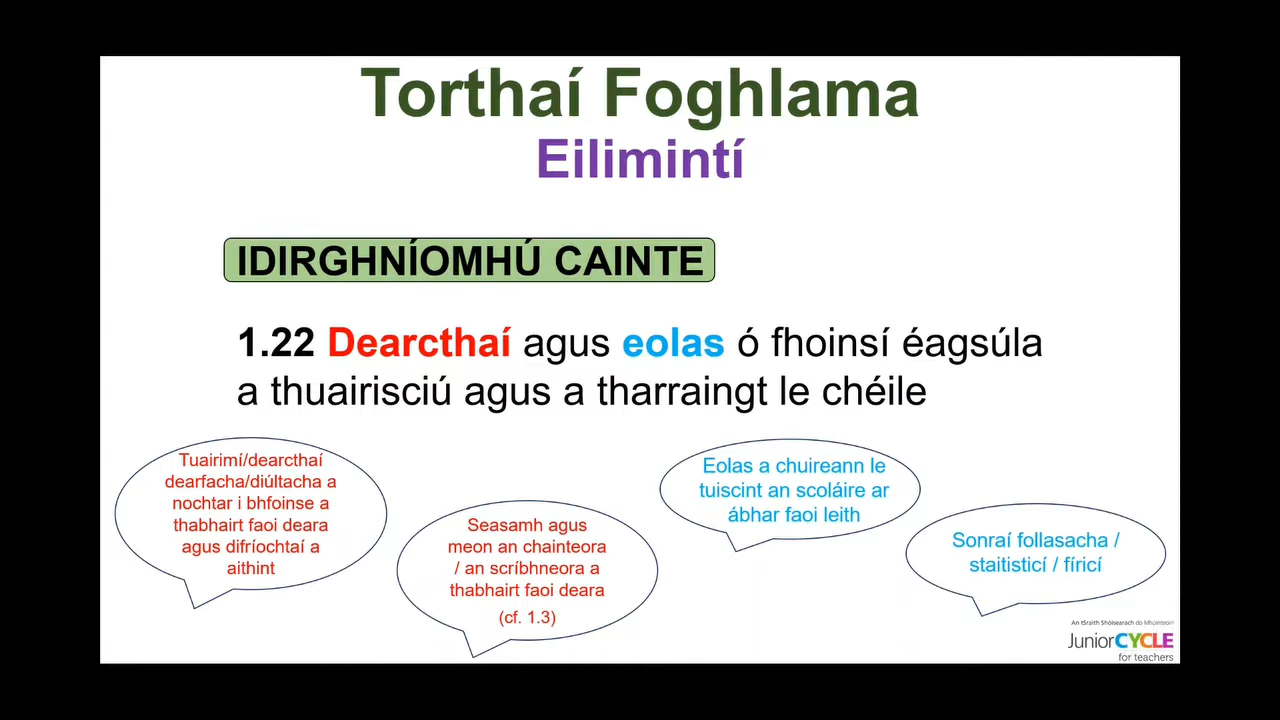 Torthaí Foghlama
Eilimintí
IDIRGHNÍOMHÚ CAINTE
1.22 Dearcthaí agus eolas ó fhoinsí éagsúla
a thuairisciú agus a tharraingt le chéile
Tuairimí/dearcthaí
dearfacha/diúltacha a
nochtar i bhfoinse a
thabhairt faoi deara
agus difríochtaí a
aithint
Seasamh agus
meon an chainteora
/ an scríbhneora a
thabhairt faoi deara
(cf. 1.3)
Eolas a chuireann le
tuiscint an scoláire ar
ábhar faoi leith
Sonraí follasacha /
staitisticí / fíricí
An tSraith Shóisearach do Mhúinteoirí
JuniorCYCLE
for teachers